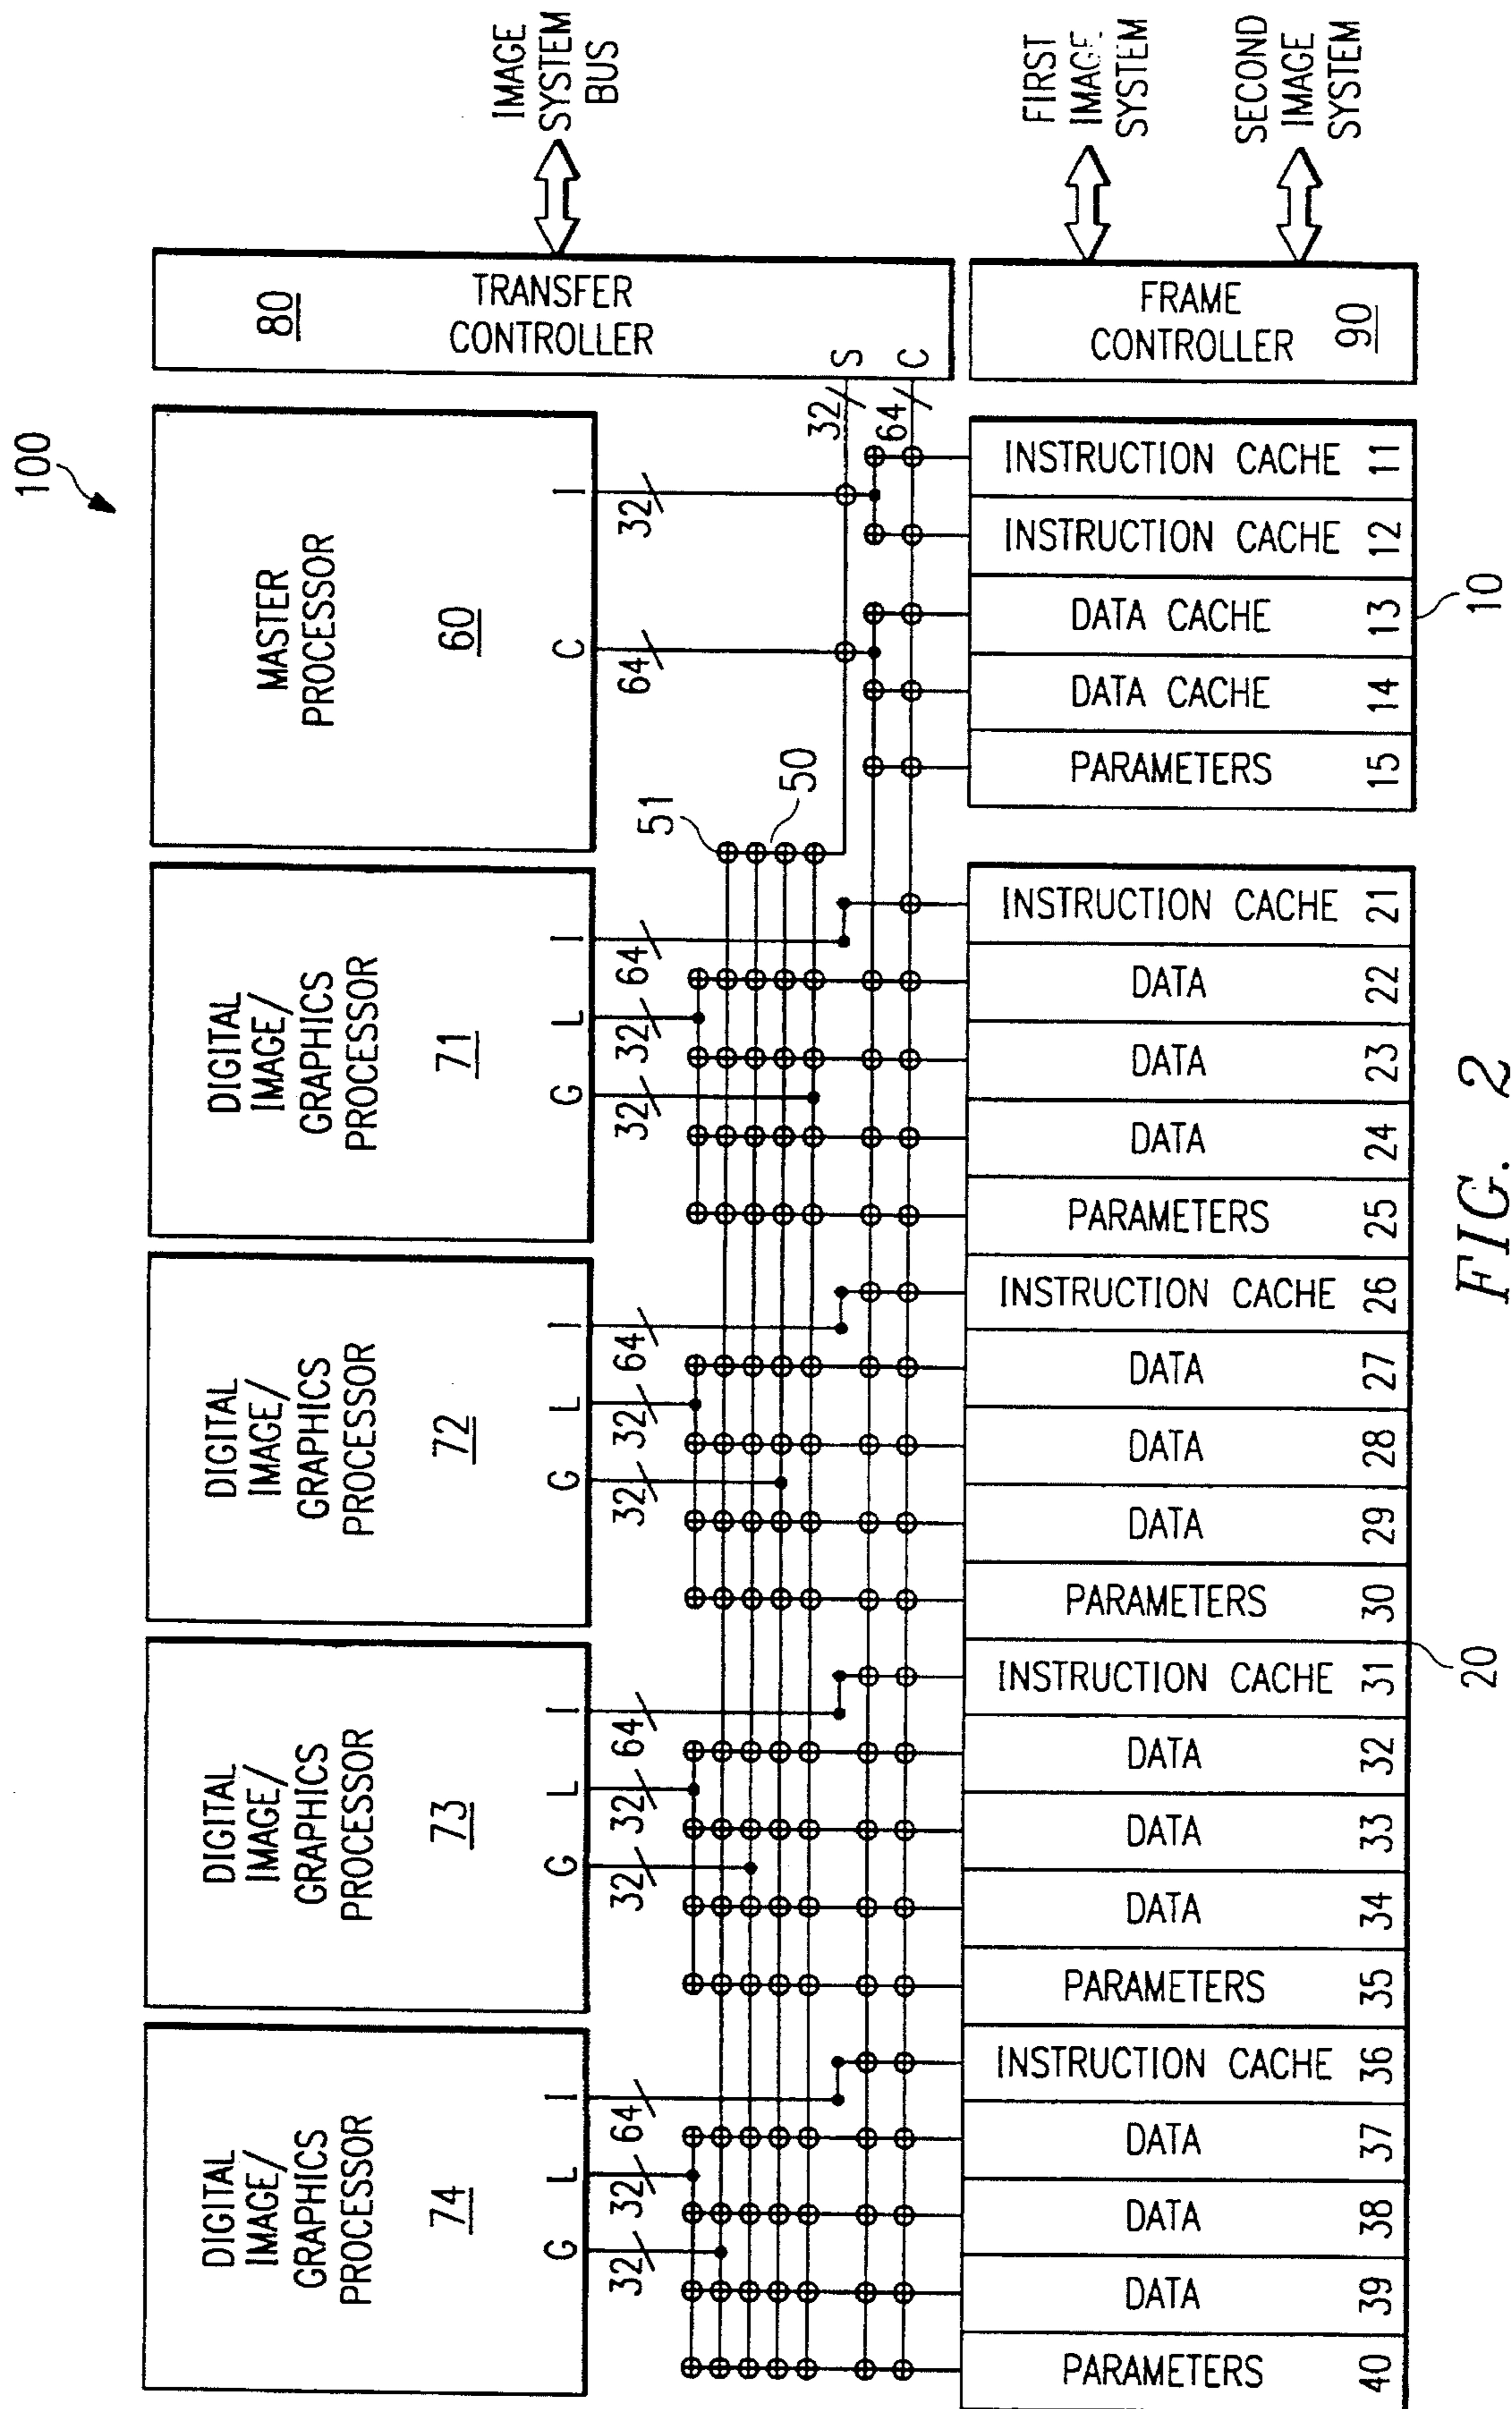 100
DIGITAL
IMAGE/
GRAPHICS
PROCESSOR
74
G
L
I
DIGITAL
IMAGE/
GRAPHICS
PROCESSOR
73
G
L
I
DIGITAL
IMAGE/
GRAPHICS
PROCESSOR
72
G
L
I
DIGITAL
IMAGE/
GRAPHICS
PROCESSOR
71
G
L
I
MASTER
PROCESSOR
60
C
I
80
TRANSFER
CONTROLLER
S
C
IMAGE
SYSTEM
BUS
32
32
64
32
32
64
32
32
64
32
32
64
64
32
51
50
32
64
PARAMETERS 40
DATA 39
DATA 38
DATA 37
INSTRUCTION CACHE 36
PARAMETERS 35
DATA 34
DATA 33
DATA 32
INSTRUCTION CACHE 31
PARAMETERS 30
DATA 29
DATA 28
DATA 27
INSTRUCTION CACHE 26
PARAMETERS 25
DATA 24
DATA 23
DATA 22
INSTRUCTION CACHE 21
PARAMETERS 15
DATA CACHE 14
DATA CACHE 13
INSTRUCTION CACHE 12
INSTRUCTION CACHE 11
FRAME
CONTROLLER
90
FIRST
IMAGE
SYSTEM
SECOND
IMAGE
SYSTEM
20
10
FIG. 2